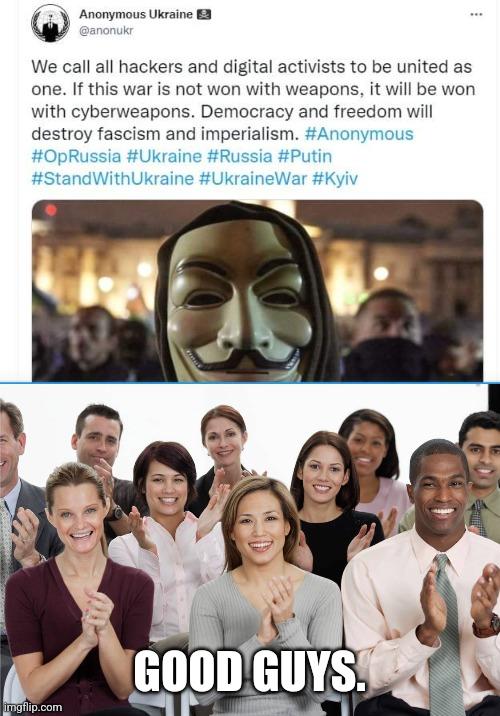 Anonymous Ukraine 🏴‍☠️
@anonukr
We call all hackers and digital activists to be united as
one. If this war is not won with weapons, it will be won
with cyberweapons. Democracy and freedom will
destroy fascism and imperialism. #Anonymous
#OpRussia #Ukraine #Russia #Putin
#StandWithUkraine #UkraineWar #Kyiv
GOOD GUYS.
imgflip.com